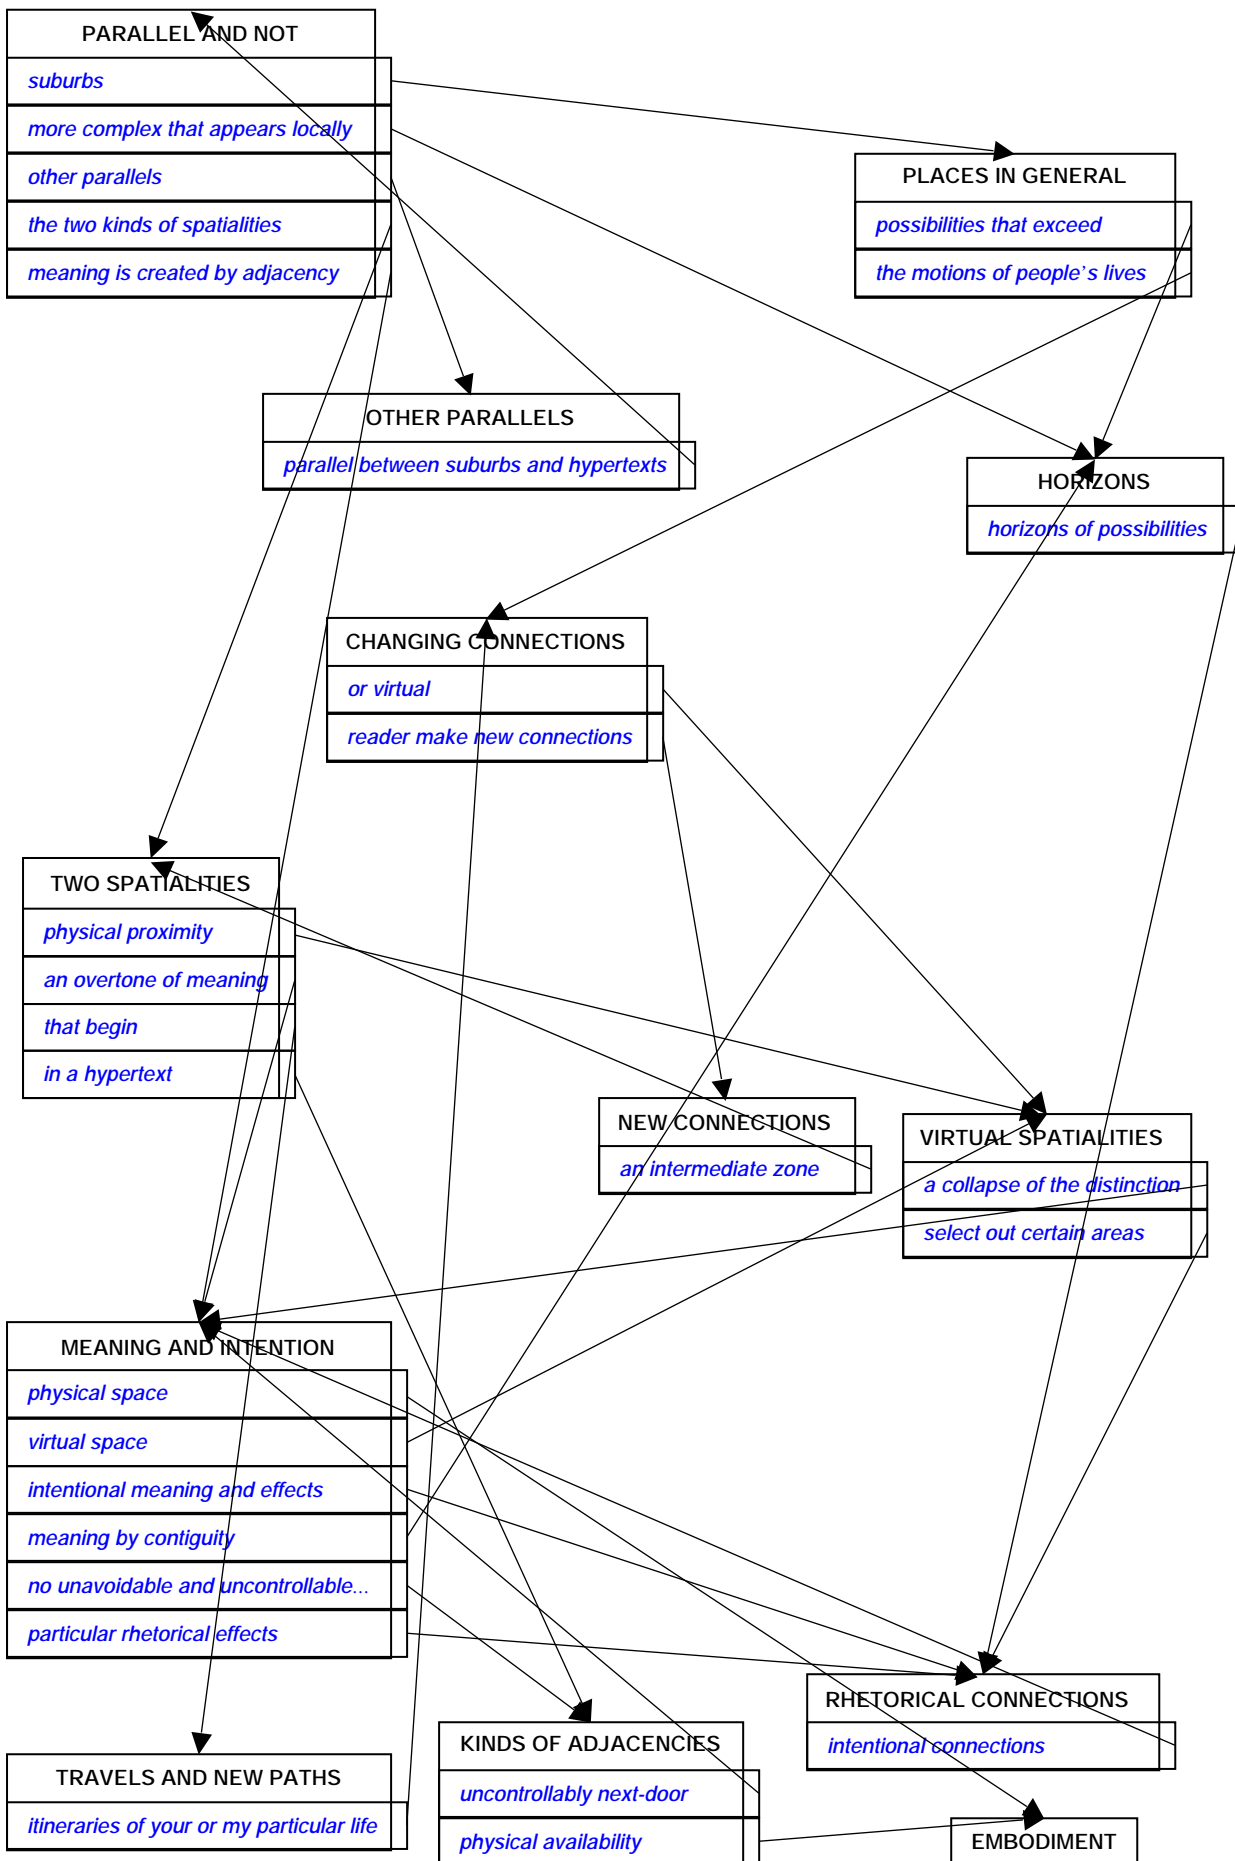 PARALLEL AND NOT
suburbs
more complex that appears locally
other parallels
the two kinds of spatialities
meaning is created by adjacency
PLACES IN GENERAL
possibilities that exceed
the motions of people's lives
OTHER PARALLELS
parallel between suburbs and hypertexts
HORIZONS
horizons of possibilities
CHANGING CONNECTIONS
or virtual
reader make new connections
TWO SPATIALITIES
physical proximity
an overtone of meaning
that begin
in a hypertext
NEW CONNECTIONS
an intermediate zone
VIRTUAL SPATIALITIES
a collapse of the distinction
select out certain areas
MEANING AND INTENTION
physical space
virtual space
intentional meaning and effects
meaning by contiguity
no unavoidable and uncontrollable...
particular rhetorical effects
RHETORICAL CONNECTIONS
intentional connections
KINDS OF ADJACENCIES
uncontrollably next-door
physical availability
TRAVELS AND NEW PATHS
itineraries of your or my particular life
EMBODIMENT